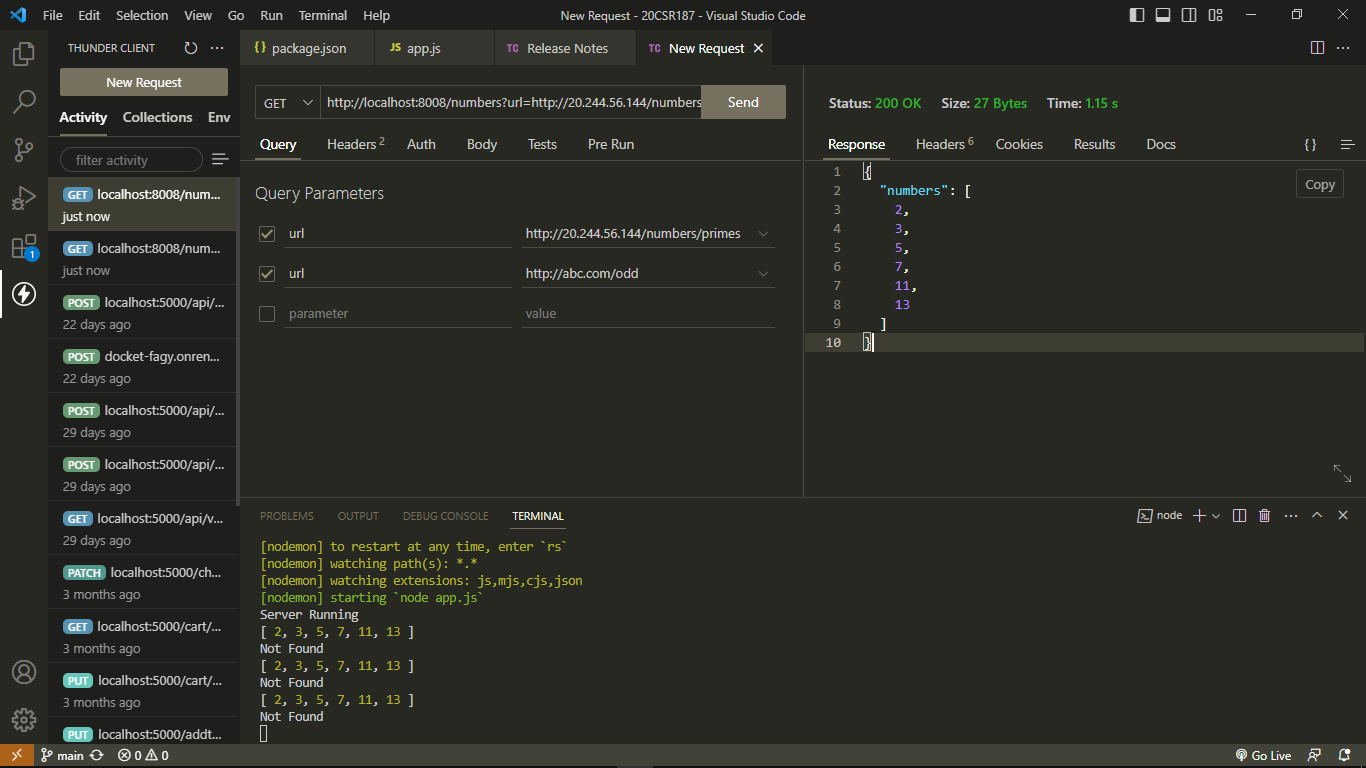 File Edit Selection View Go Run Terminal Help
New Request - 20CSR187 - Visual Studio Code
THUNDER CLIENT
New Request
Activity Collections Env
filter activity
GET localhost:8008/num...
just now
GET localhost:8008/num...
just now
POST localhost:5000/api/...
22 days ago
POST docket-fagy.onren...
22 days ago
POST localhost:5000/api/...
29 days ago
POST localhost:5000/api/...
29 days ago
GET localhost:5000/api/v...
29 days ago
PATCH localhost:5000/ch...
3 months ago
GET localhost:5000/cart/...
3 months ago
PUT localhost:5000/cart/...
3 months ago
PUT localhost:5000/addt...
1
{} package.json
JS app.js
TC Release Notes
TC New Request
GET http://localhost:8008/numbers?url=http://20.244.56.144/numbers Send
Query Headers 2 Auth Body Tests Pre Run
Query Parameters
url http://20.244.56.144/numbers/primes
url http://abc.com/odd
parameter value
Status: 200 OK Size: 27 Bytes Time: 1.15 s
Response Headers 6 Cookies Results Docs {}
Copy
1 {
2 "numbers": [
3 2,
4 3,
5 5,
6 7,
7 11,
8 13
9 ]
10 }
PROBLEMS OUTPUT DEBUG CONSOLE TERMINAL
node
[nodemon] to restart at any time, enter `rs`
[nodemon] watching path(s): *.*
[nodemon] watching extensions: js,mjs,cjs,json
[nodemon] starting `node app.js`
Server Running
[ 2, 3, 5, 7, 11, 13 ]
Not Found
[ 2, 3, 5, 7, 11, 13 ]
Not Found
[ 2, 3, 5, 7, 11, 13 ]
Not Found
main 0 0
Go Live